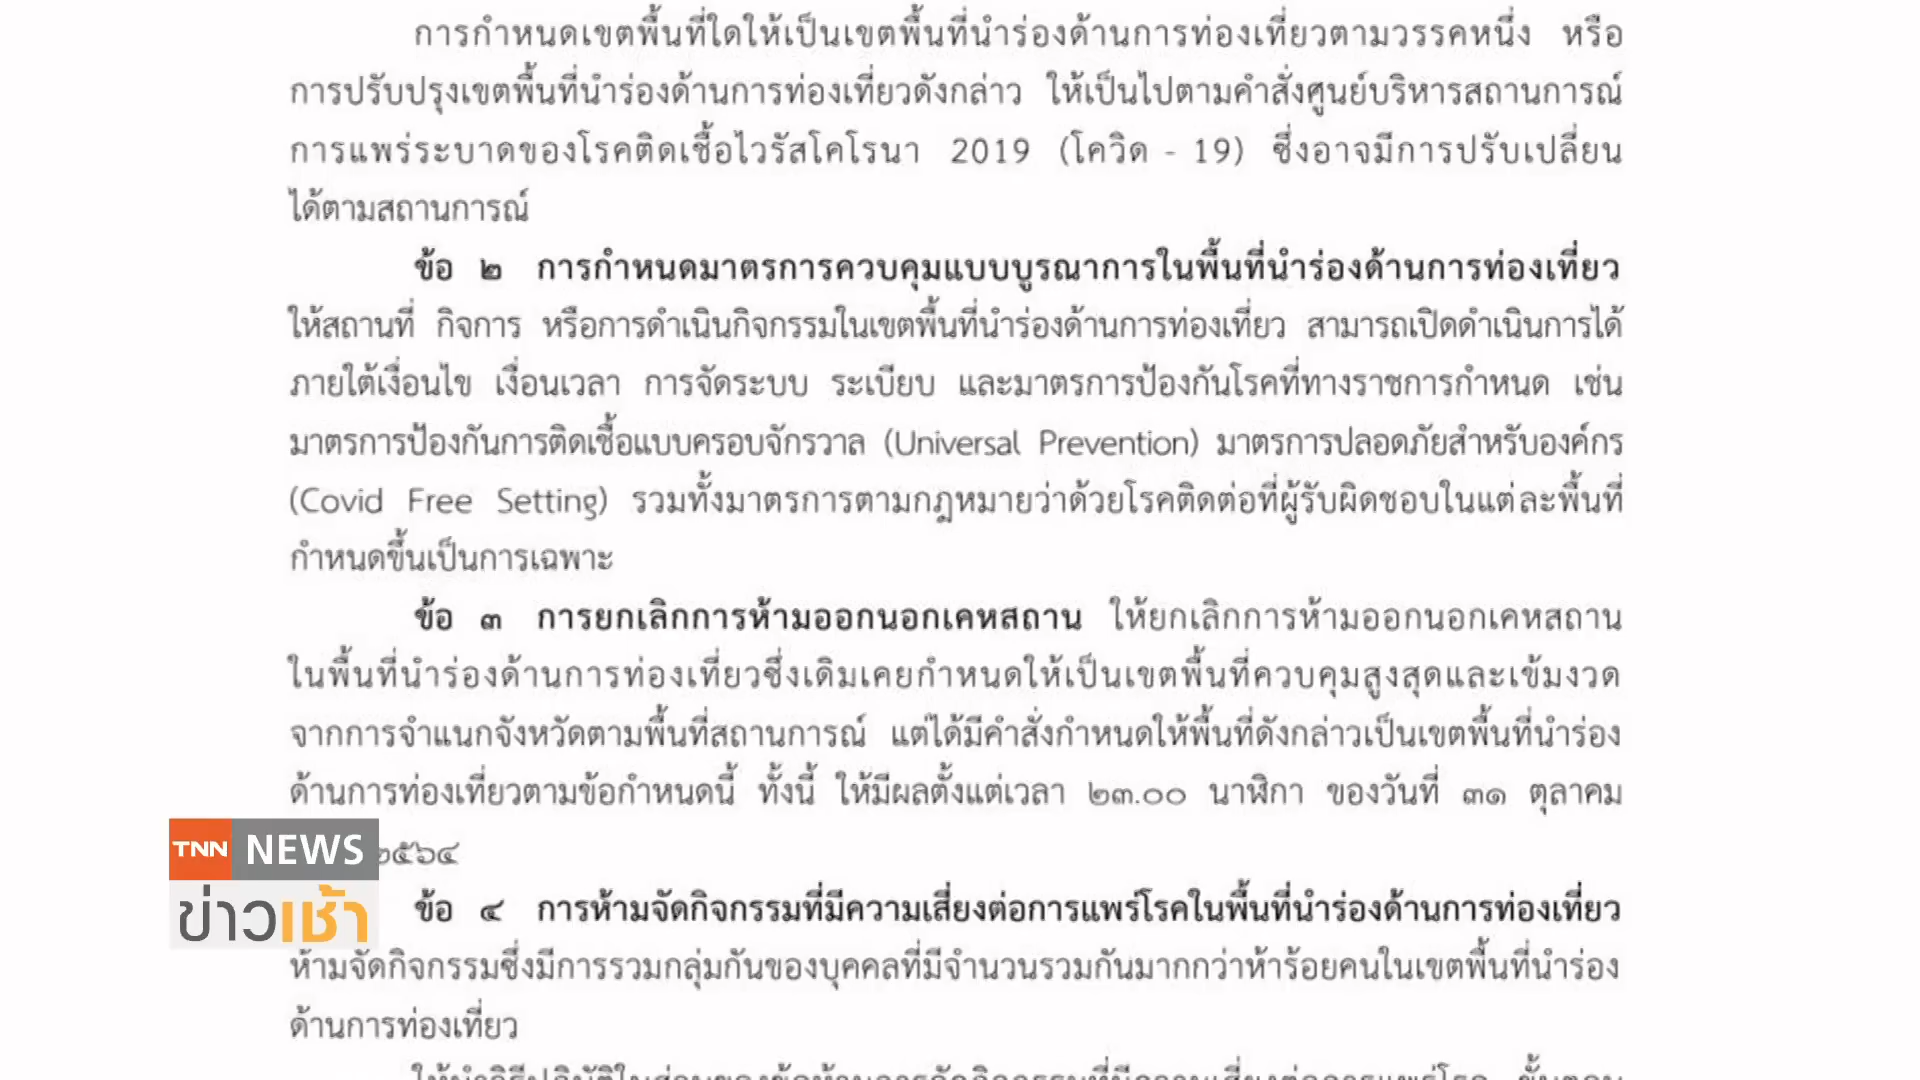 การกำหนดเขตพื้นที่ใดให้เป็นเขตพื้นที่นำร่องด้านการท่องเที่ยวตามวรรคหนึ่ง หรือ
การปรับปรุงเขตพื้นที่นำร่องด้านการท่องเที่ยวดังกล่าว ให้เป็นไปตามคำสั่งศูนย์บริหารสถานการณ์
การแพร่ระบาดของโรคติดเชื้อไวรัสโคโรนา 2019 (โควิด - 19) ซึ่งอาจมีการปรับเปลี่ยน
ได้ตามสถานการณ์
ข้อ ๒ การกำหนดมาตรการควบคุมแบบบูรณาการในพื้นที่นำร่องด้านการท่องเที่ยว
ให้สถานที่ กิจการ หรือการดำเนินกิจกรรมในเขตพื้นที่นำร่องด้านการท่องเที่ยว สามารถเปิดดำเนินการได้
ภายใต้เงื่อนไข เงื่อนเวลา การจัดระบบ ระเบียบ และมาตรการป้องกันโรคที่ทางราชการกำหนด เช่น
มาตรการป้องกันการติดเชื้อแบบครอบจักรวาล (Universal Prevention) มาตรการปลอดภัยสำหรับองค์กร
(Covid Free Setting) รวมทั้งมาตรการตามกฎหมายว่าด้วยโรคติดต่อที่ผู้รับผิดชอบในแต่ละพื้นที่
กำหนดขึ้นเป็นการเฉพาะ
ข้อ ๓ การยกเลิกการห้ามออกนอกเคหสถาน ให้ยกเลิกการห้ามออกนอกเคหสถาน
ในพื้นที่นำร่องด้านการท่องเที่ยวซึ่งเดิมเคยกำหนดให้เป็นเขตพื้นที่ควบคุมสูงสุดและเข้มงวด
จากการจำแนกจังหวัดตามพื้นที่สถานการณ์ แต่ได้มีคำสั่งกำหนดให้พื้นที่ดังกล่าวเป็นเขตพื้นที่นำร่อง
ด้านการท่องเที่ยวตามข้อกำหนดนี้ ทั้งนี้ ให้มีผลตั้งแต่เวลา ๒๓.๐๐ นาฬิกา ของวันที่ ๓๑ ตุลาคม
๒๕๖๔
TNN NEWS
ข่าวเช้า
ข้อ ๔ การห้ามจัดกิจกรรมที่มีความเสี่ยงต่อการแพร่โรคในพื้นที่นำร่องด้านการท่องเที่ยว
ห้ามจัดกิจกรรมซึ่งมีการรวมกลุ่มกันของบุคคลที่มีจำนวนรวมกันมากกว่าห้าร้อยคนในเขตพื้นที่นำร่อง
ด้านการท่องเที่ยว